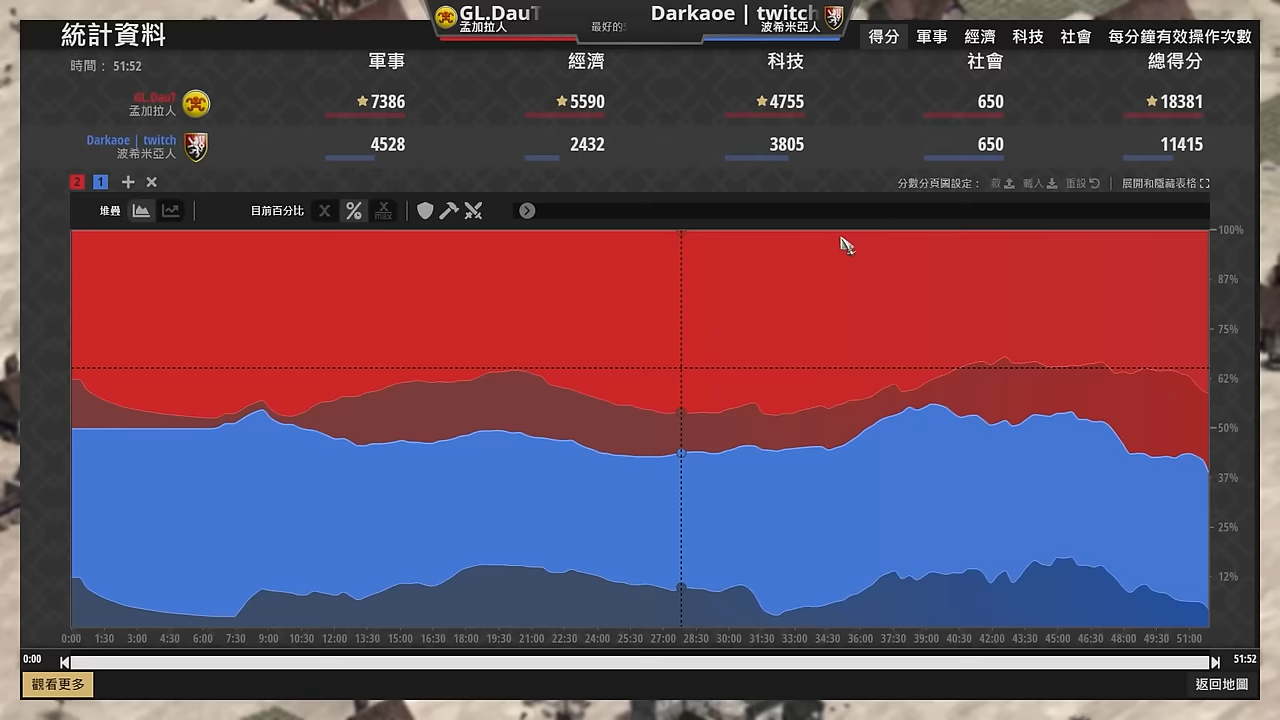 GL.DauT
孟加拉人
最好的
Darkaoe | twitch
波希米亞人
統計資料
得分 軍事 經濟 科技 社會 每分鐘有效操作次數
時間： 51:52
軍事 經濟 科技 社會 總得分
GL.DauT
孟加拉人
7386 5590 4755 650 18381
Darkaoe | twitch
波希米亞人
4528 2432 3805 650 11415
2 1
分數分頁圖設定： 載入 重設 展開和隱藏表格
堆疊 目前百分比 X % X max
100%
87%
75%
62%
50%
37%
25%
12%
0:00 1:30 3:00 4:30 6:00 7:30 9:00 10:30 12:00 13:30 15:00 16:30 18:00 19:30 21:00 22:30 24:00 25:30 27:00 28:30 30:00 31:30 33:00 34:30 36:00 37:30 39:00 40:30 42:00 43:30 45:00 46:30 48:00 49:30 51:00
0:00 51:52
觀看更多 返回地圖